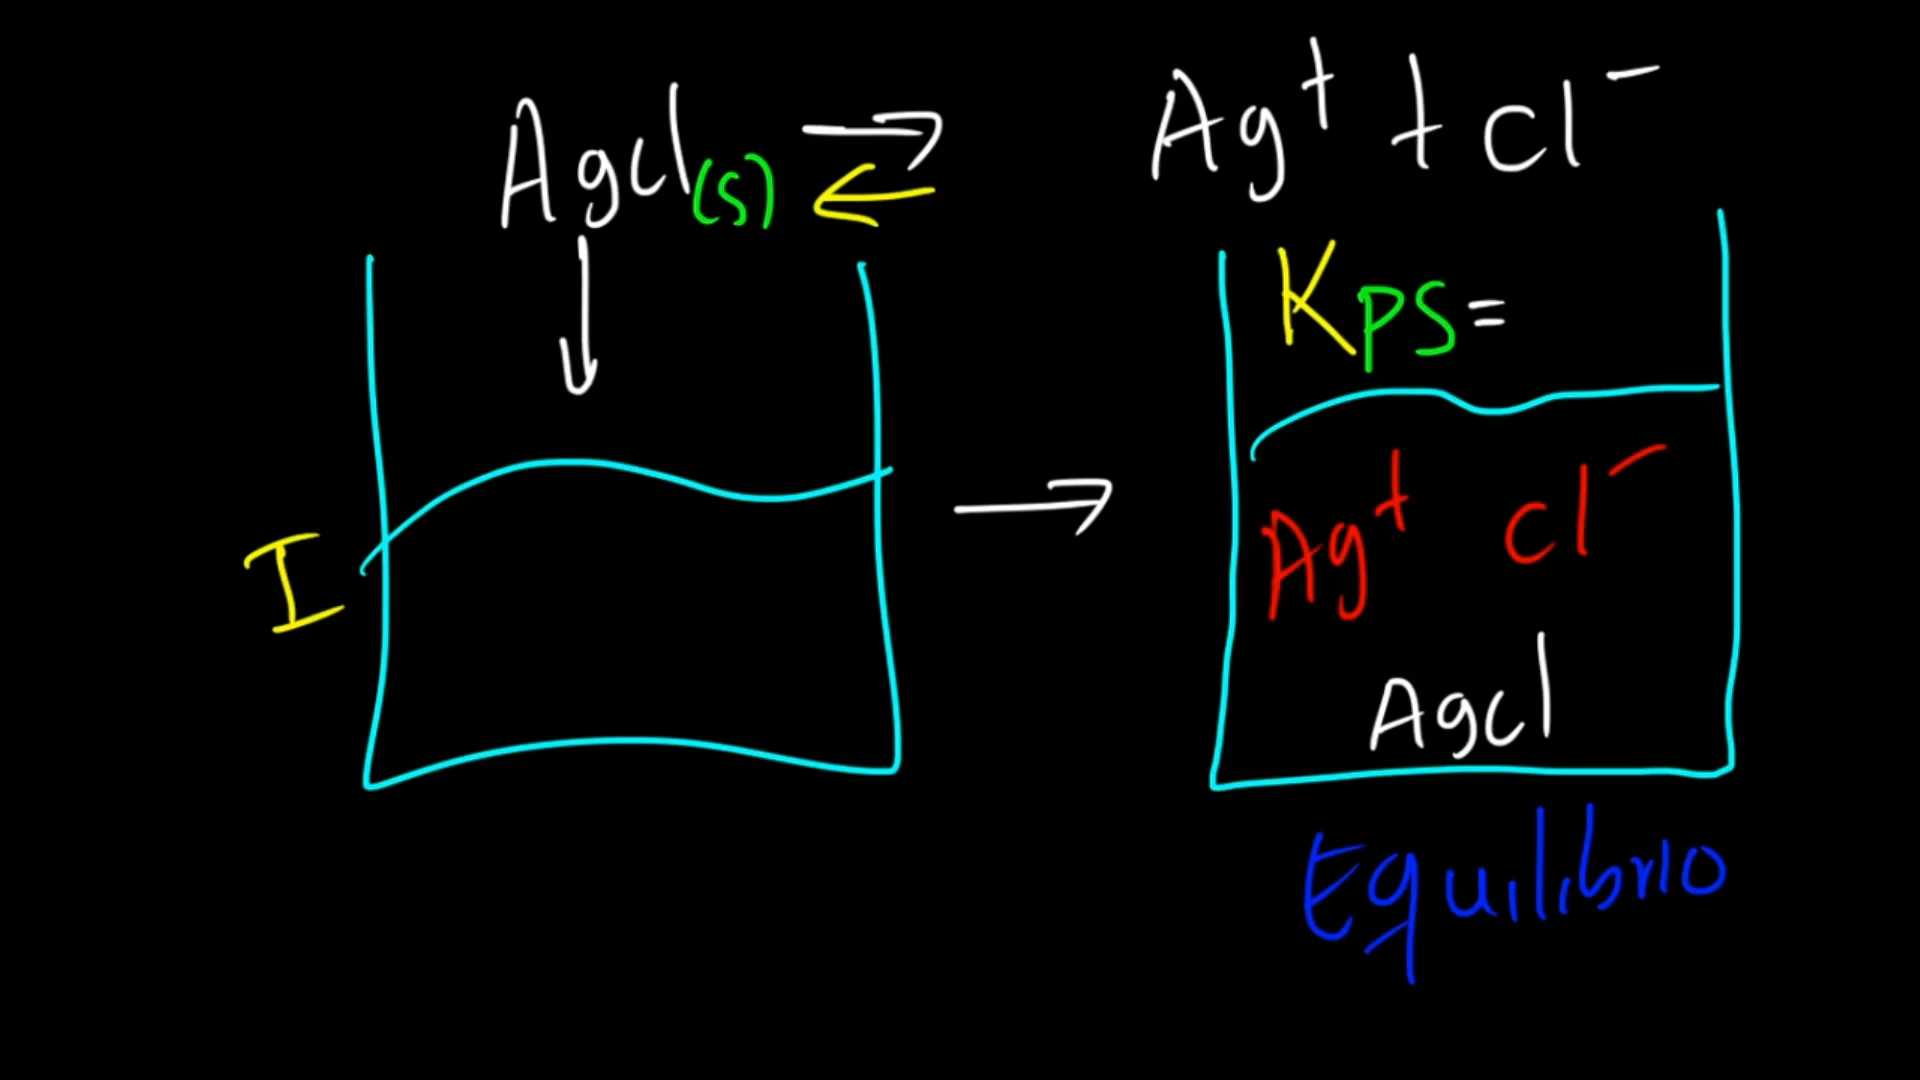 Agcl(s) ⇄ Ag⁺ + cl⁻
KPS=
I → Ag⁺ cl⁻
Agcl
Equilibrio